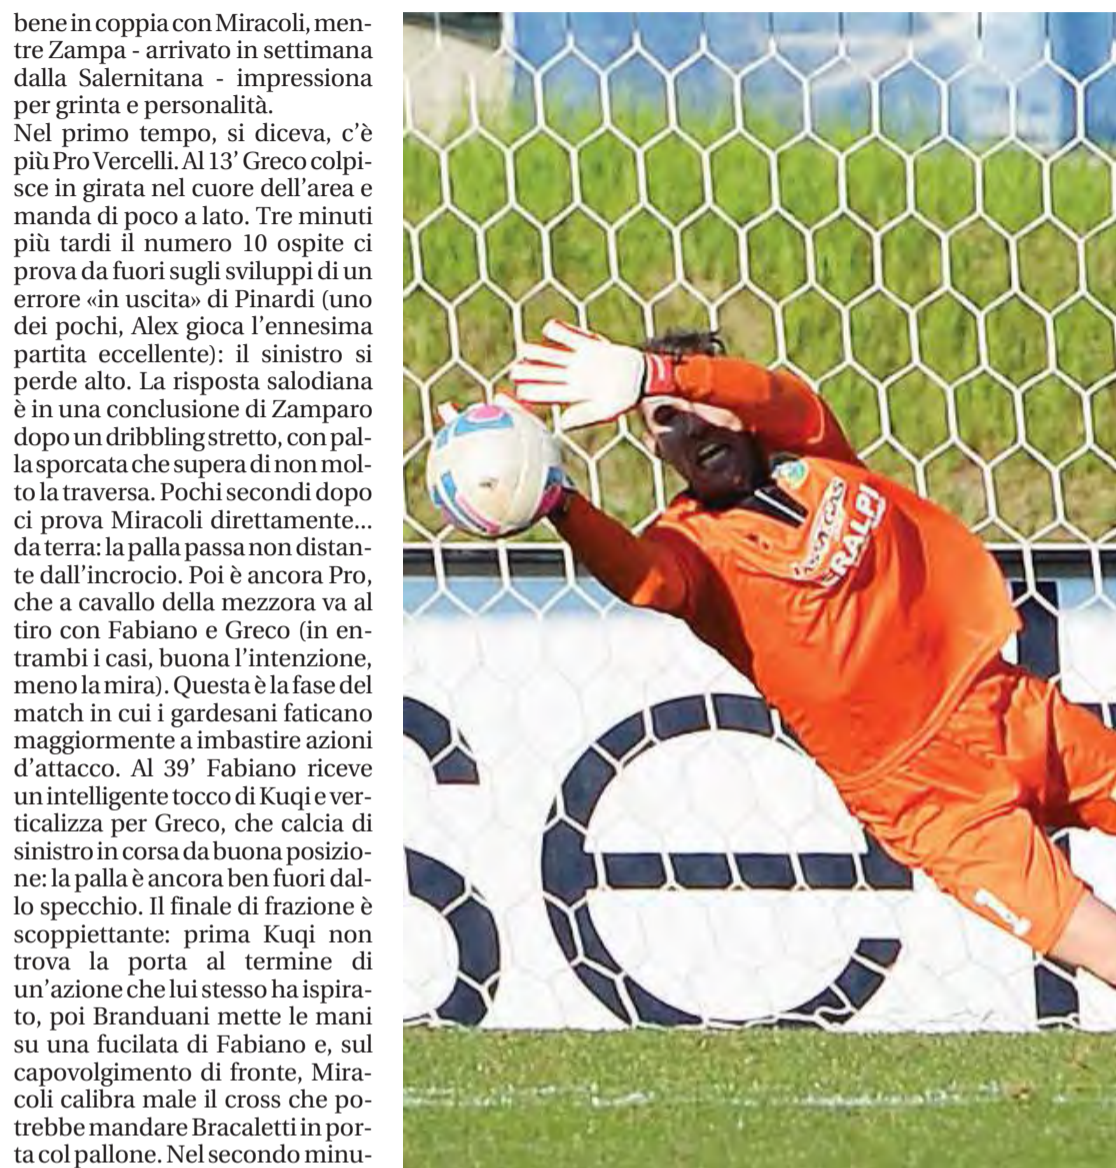 bene in coppia con Miracoli, men-
tre Zampa - arrivato in settimana
dalla Salernitana - impressiona
per grinta e personalità.
Nel primo tempo, si diceva, c’è
più Pro Vercelli. Al 13’ Greco colpi-
sce in girata nel cuore dell’area e
manda di poco a lato. Tre minuti
più tardi il numero 10 ospite ci
prova da fuori sugli sviluppi di un
errore «in uscita» di Pinardi (uno
dei pochi, Alex gioca l’ennesima
partita eccellente): il sinistro si
perde alto. La risposta salodiana
è in una conclusione di Zamparo
dopo un dribbling stretto, con pal-
la sporcata che supera di non mol-
to la traversa. Pochi secondi dopo
ci prova Miracoli direttamente...
da terra: la palla passa non distan-
te dall’incrocio. Poi è ancora Pro,
che a cavallo della mezzora va al
tiro con Fabiano e Greco (in en-
trambi i casi, buona l’intenzione,
meno la mira). Questa è la fase del
match in cui i gardesani faticano
maggiormente a imbastire azioni
d’attacco. Al 39’ Fabiano riceve
un intelligente tocco di Kuqi e ver-
ticalizza per Greco, che calcia di
sinistro in corsa da buona posizio-
ne: la palla è ancora ben fuori dal-
lo specchio. Il finale di frazione è
scoppiettante: prima Kuqi non
trova la porta al termine di
un’azione che lui stesso ha ispira-
to, poi Branduani mette le mani
su una fucilata di Fabiano e, sul
capovolgimento di fronte, Mira-
coli calibra male il cross che po-
trebbe mandare Bracaletti in por-
ta col pallone. Nel secondo minu-
ERALPI
se
1